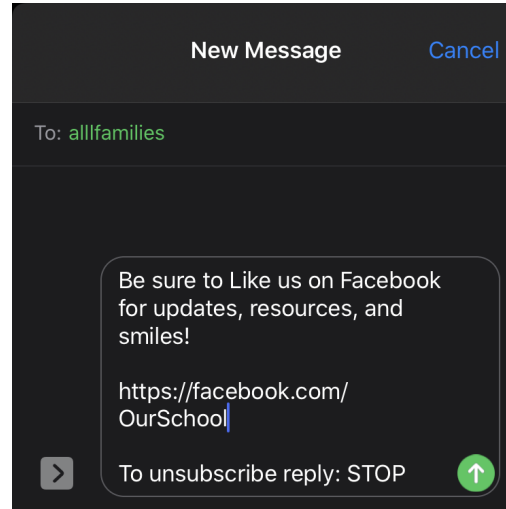 New Message
Cancel
To: alllfamilies
Be sure to Like us on Facebook
for updates, resources, and
smiles!
https://facebook.com/
OurSchool
To unsubscribe reply: STOP